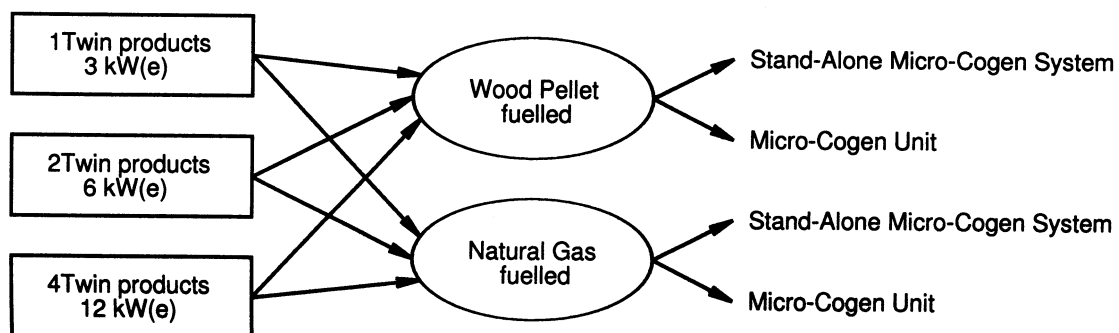 1Twin products
3 kW(e)
2Twin products
6 kW(e)
4Twin products
12 kW(e)
Wood Pellet
fuelled
Natural Gas
fuelled
Stand-Alone Micro-Cogen System
Micro-Cogen Unit
Stand-Alone Micro-Cogen System
Micro-Cogen Unit